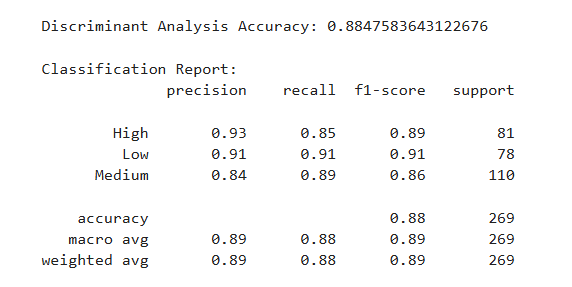 Discriminant Analysis Accuracy: 0.8847583643122676
Classification Report:
precision recall f1-score support
High 0.93 0.85 0.89 81
Low 0.91 0.91 0.91 78
Medium 0.84 0.89 0.86 110
accuracy 0.88 269
macro avg 0.89 0.88 0.89 269
weighted avg 0.89 0.88 0.89 269